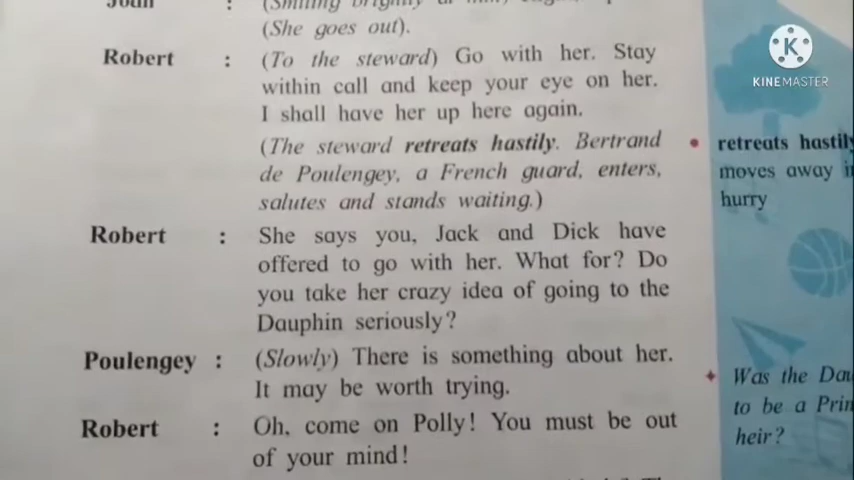 Joan : (Smiling brightly at him,
(She goes out).
Robert : (To the steward) Go with her. Stay
within call and keep your eye on her.
I shall have her up here again.
(The steward retreats hastily. Bertrand
de Poulengey, a French guard, enters,
salutes and stands waiting.)
Robert : She says you, Jack and Dick have
offered to go with her. What for? Do
you take her crazy idea of going to the
Dauphin seriously?
Poulengey : (Slowly) There is something about her.
It may be worth trying.
Robert : Oh, come on Polly! You must be out
of your mind!
KINEMASTER
• retreats hastily
moves away in
hurry
Was the Dau
to be a Prin
heir?